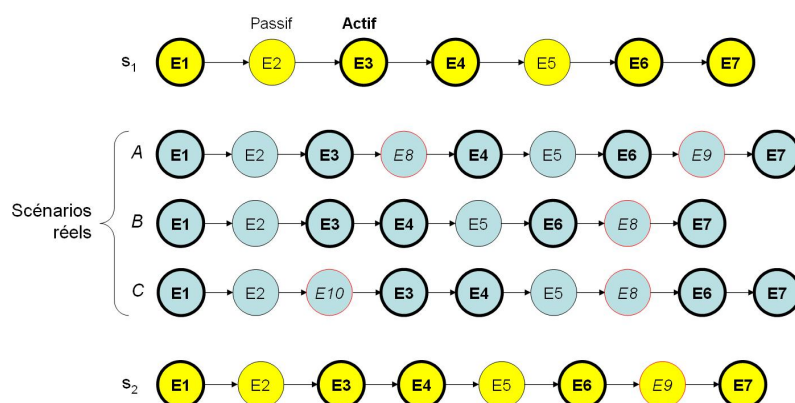 Passif Actif
s1 E1 E2 E3 E4 E5 E6 E7
A E1 E2 E3 E8 E4 E5 E6 E9 E7
Scénarios
réels
B E1 E2 E3 E4 E5 E6 E8 E7
C E1 E2 E10 E3 E4 E5 E8 E6 E7
s2 E1 E2 E3 E4 E5 E6 E9 E7